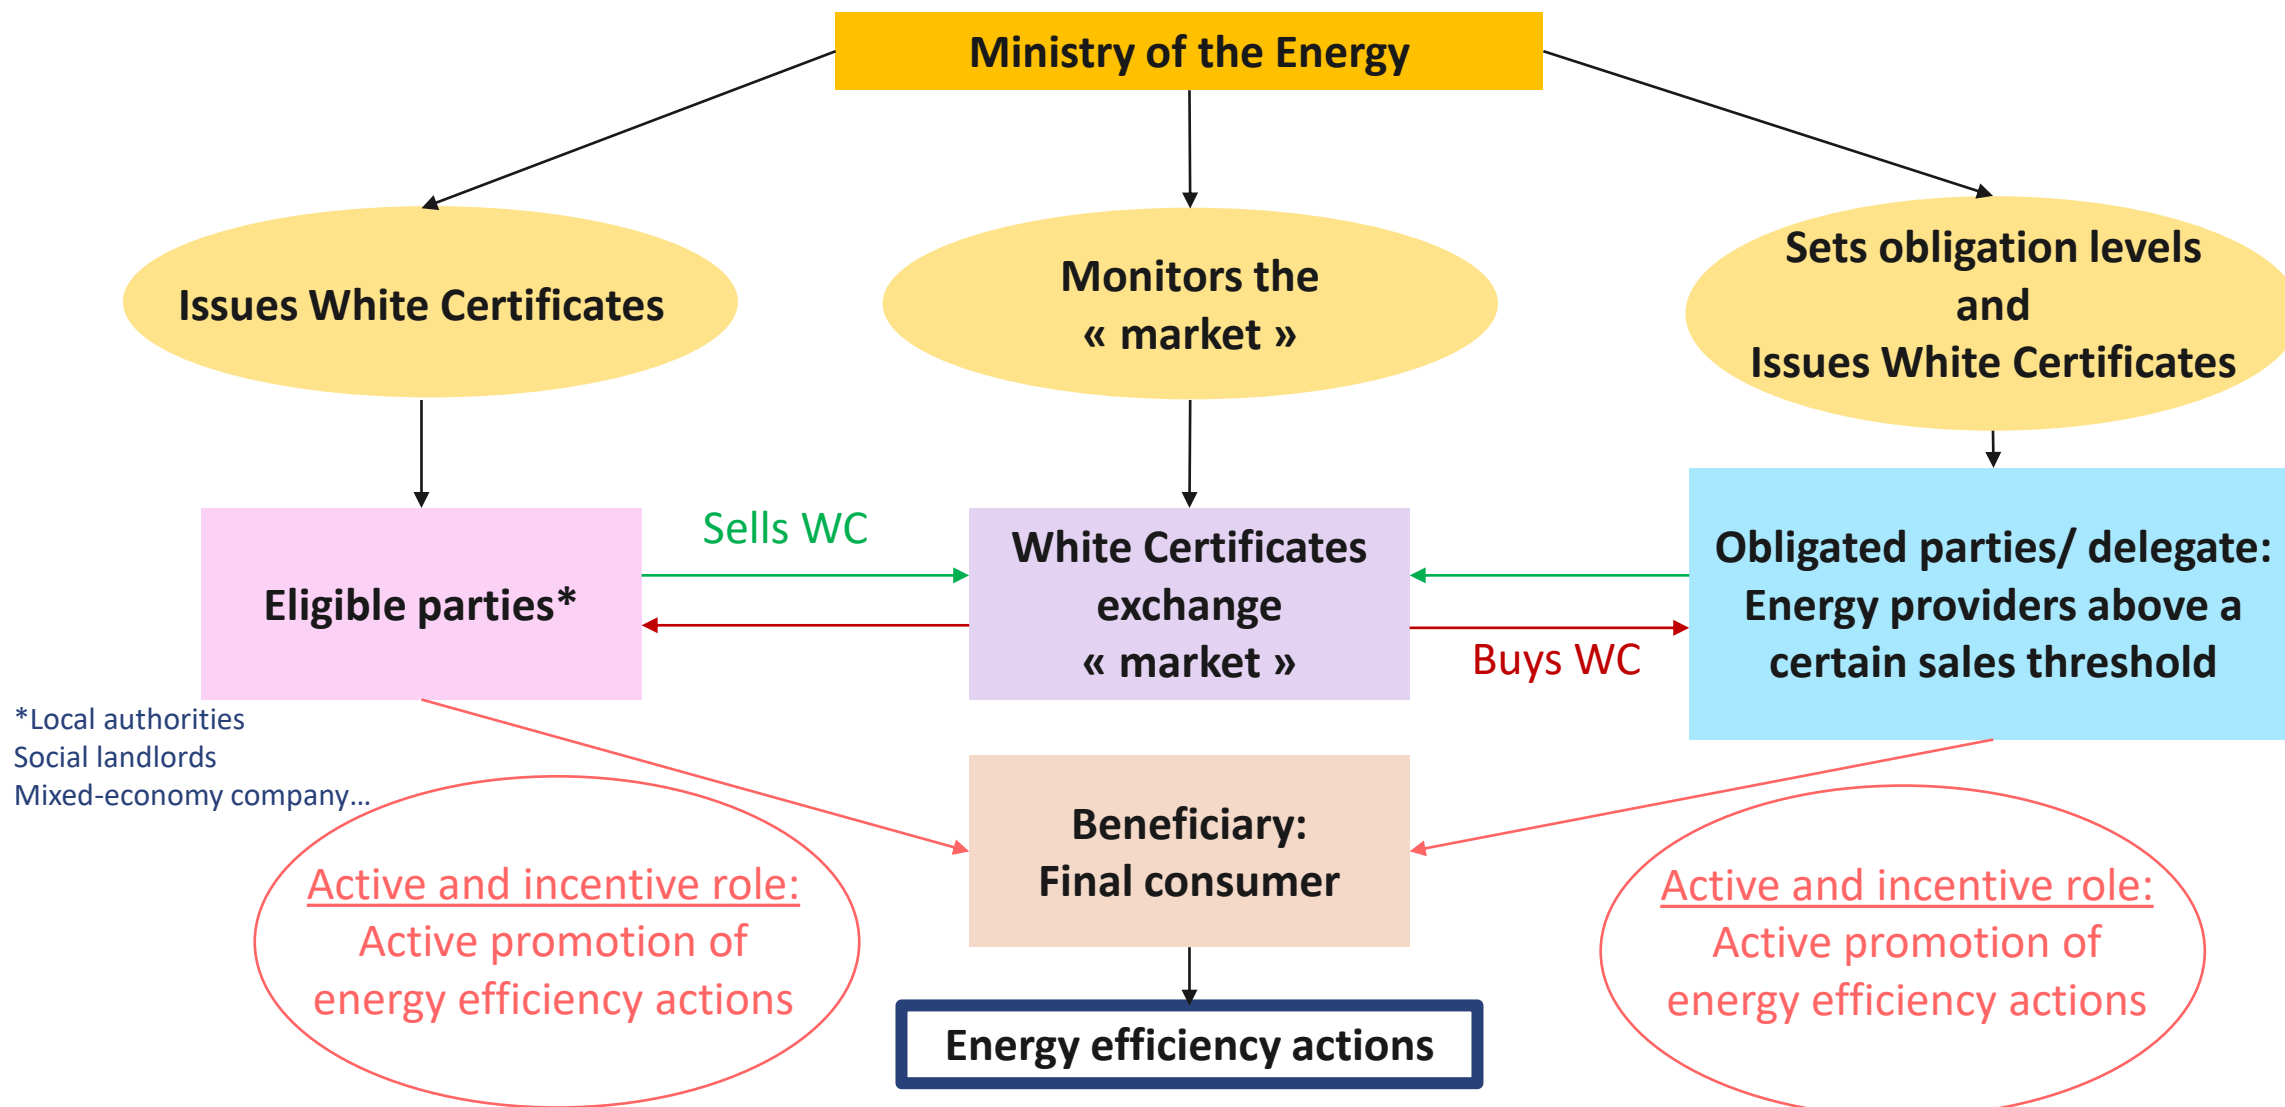 Ministry of the Energy
Issues White Certificates
Monitors the
« market »
Sets obligation levels
and
Issues White Certificates
Eligible parties*
Sells WC
White Certificates
exchange
« market »
Buys WC
Obligated parties/ delegate:
Energy providers above a
certain sales threshold
*Local authorities
Social landlords
Mixed-economy company…
Active and incentive role:
Active promotion of
energy efficiency actions
Beneficiary:
Final consumer
Active and incentive role:
Active promotion of
energy efficiency actions
Energy efficiency actions